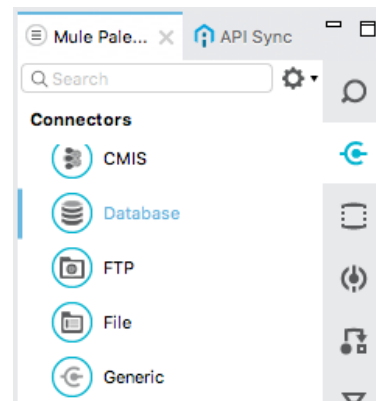 Mule Pale... API Sync
Search
Connectors
CMIS
Database
FTP
File
Generic